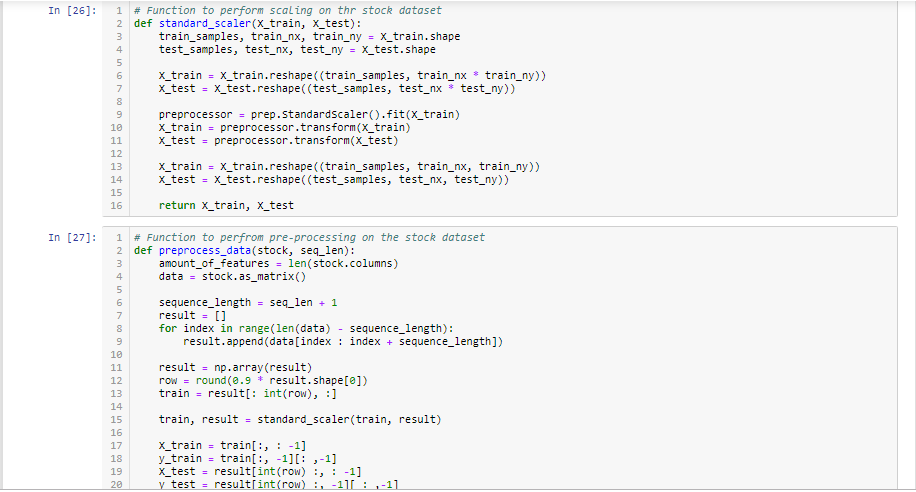 In [26]:
1 # Function to perform scaling on thr stock dataset
2 def standard_scaler(X_train, X_test):
3     train_samples, train_nx, train_ny = X_train.shape
4     test_samples, test_nx, test_ny = X_test.shape
5
6     X_train = X_train.reshape((train_samples, train_nx * train_ny))
7     X_test = X_test.reshape((test_samples, test_nx * test_ny))
8
9     preprocessor = prep.StandardScaler().fit(X_train)
10     X_train = preprocessor.transform(X_train)
11     X_test = preprocessor.transform(X_test)
12
13     X_train = X_train.reshape((train_samples, train_nx, train_ny))
14     X_test = X_test.reshape((test_samples, test_nx, test_ny))
15
16     return X_train, X_test
In [27]:
1 # Function to perfrom pre-processing on the stock dataset
2 def preprocess_data(stock, seq_len):
3     amount_of_features = len(stock.columns)
4     data = stock.as_matrix()
5
6     sequence_length = seq_len + 1
7     result = []
8     for index in range(len(data) - sequence_length):
9         result.append(data[index : index + sequence_length])
10
11     result = np.array(result)
12     row = round(0.9 * result.shape[0])
13     train = result[: int(row), :]
14
15     train, result = standard_scaler(train, result)
16
17     X_train = train[:, : -1]
18     y_train = train[:, -1][: ,-1]
19     X_test = result[int(row) :, : -1]
20     y_test = result[int(row) :, -1][ : ,-1]